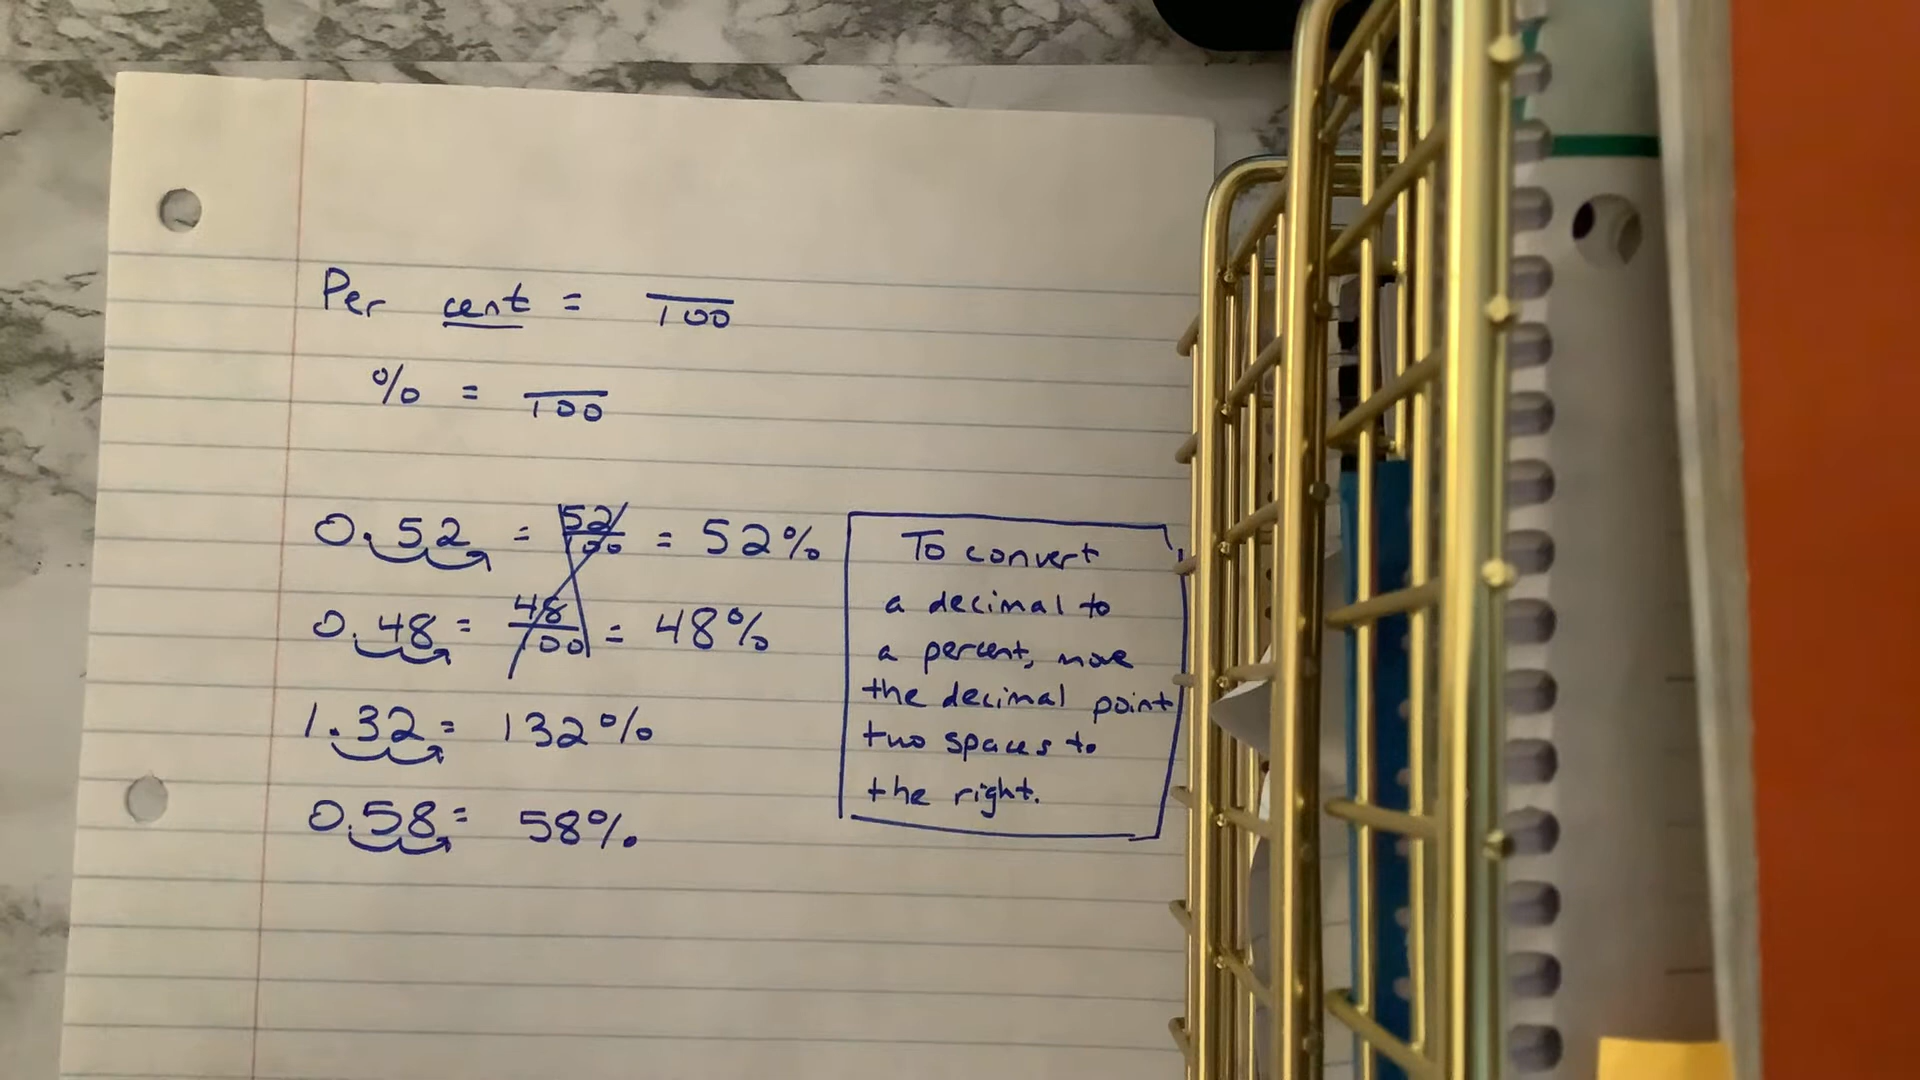 Per cent = /100
% = /100
0.52 = 52/100 = 52%
0.48 = 48/100 = 48%
1.32 = 132%
0.58 = 58%
To convert
a decimal to
a percent, move
the decimal point
two spaces to
the right.